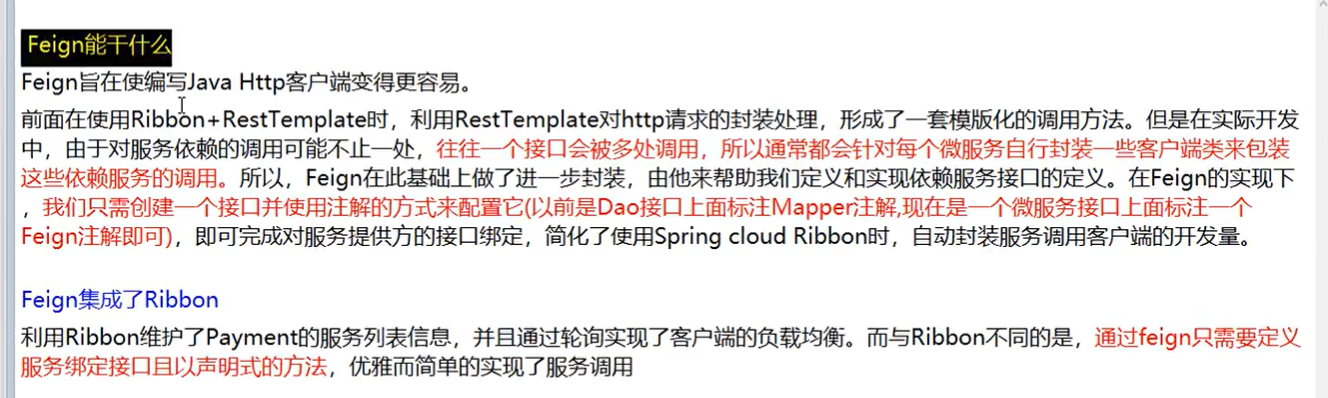 Feign能干什么
Feign旨在使编写Java Http客户端变得更容易。
前面在使用Ribbon+RestTemplate时，利用RestTemplate对http请求的封装处理，形成了一套模版化的调用方法。但是在实际开发
中，由于对服务依赖的调用可能不止一处，往往一个接口会被多处调用，所以通常都会针对每个微服务自行封装一些客户端类来包装
这些依赖服务的调用。所以，Feign在此基础上做了进一步封装，由他来帮助我们定义和实现依赖服务接口的定义。在Feign的实现下
，我们只需创建一个接口并使用注解的方式来配置它(以前是Dao接口上面标注Mapper注解,现在是一个微服务接口上面标注一个
Feign注解即可)，即可完成对服务提供方的接口绑定，简化了使用Spring cloud Ribbon时，自动封装服务调用客户端的开发量。
Feign集成了Ribbon
利用Ribbon维护了Payment的服务列表信息，并且通过轮询实现了客户端的负载均衡。而与Ribbon不同的是，通过feign只需要定义
服务绑定接口且以声明式的方法，优雅而简单的实现了服务调用